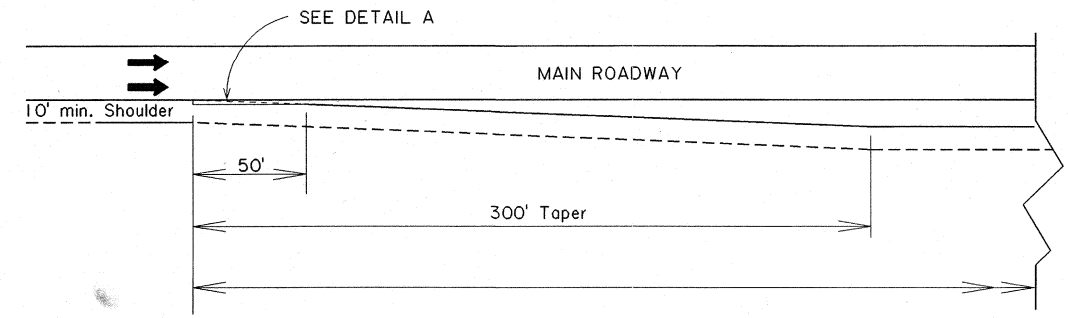 SEE DETAIL A
MAIN ROADWAY
10' min. Shoulder
50'
300' Taper